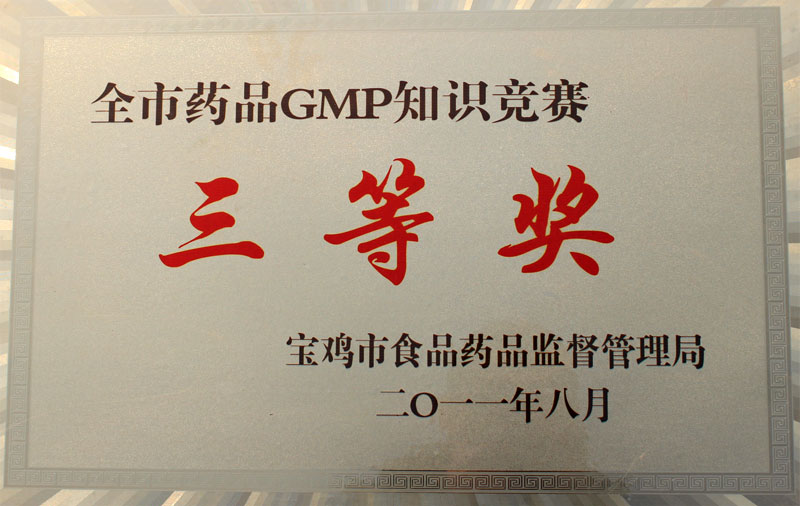 全市药品GMP知识竞赛
三等奖
宝鸡市食品药品监督管理局
二O一一年八月